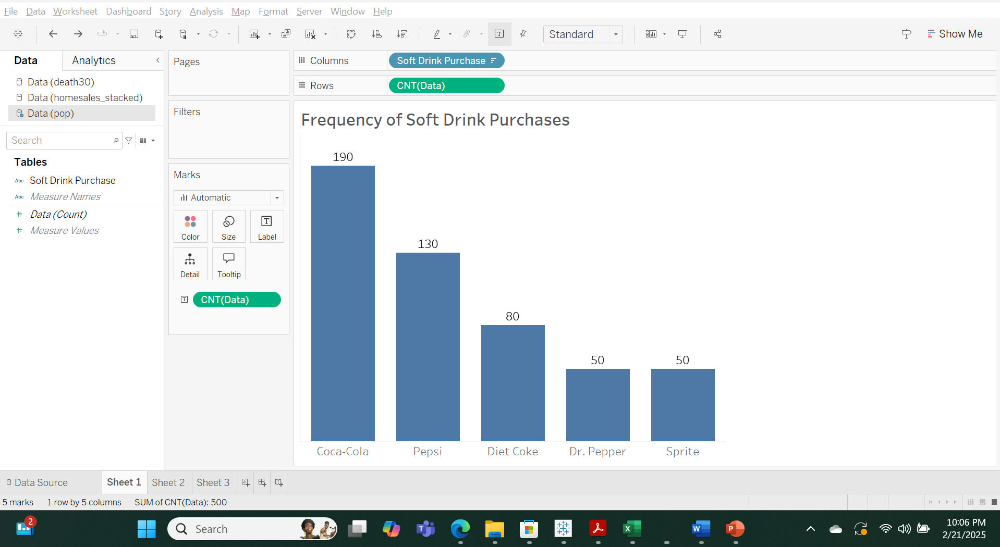 File Data Worksheet Dashboard Story Analysis Map Format Server Window Help
Standard
Show Me
Data Analytics
Data (death30)
Data (homesales_stacked)
Data (pop)
Search
Tables
Abc Soft Drink Purchase
Abc Measure Names
# Data (Count)
# Measure Values
Pages
Filters
Marks
Automatic
Color Size Label
Detail Tooltip
CNT(Data)
Columns Soft Drink Purchase
Rows CNT(Data)
Frequency of Soft Drink Purchases
190
130
80
50
50
Coca-Cola Pepsi Diet Coke Dr. Pepper Sprite
Data Source Sheet 1 Sheet 2 Sheet 3
5 marks 1 row by 5 columns SUM of CNT(Data): 500
2
Search
10:06 PM
2/21/2025